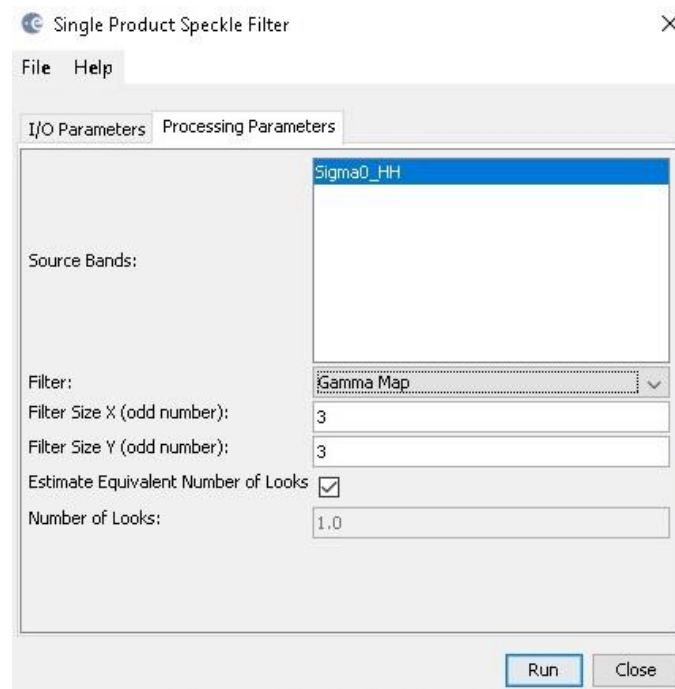 Single Product Speckle Filter
File Help
I/O Parameters Processing Parameters
Sigma0_HH
Source Bands:
Filter: Gamma Map
Filter Size X (odd number): 3
Filter Size Y (odd number): 3
Estimate Equivalent Number of Looks
Number of Looks: 1.0
Run Close